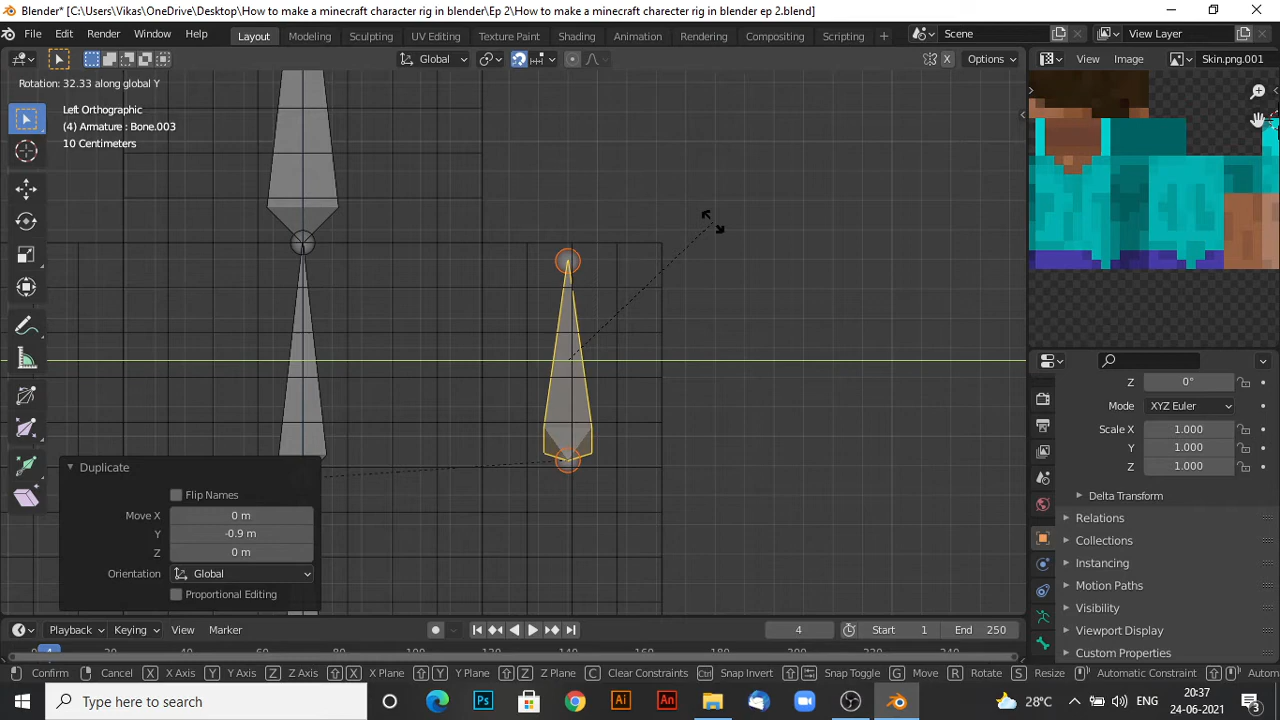 Blender* [C:\Users\Vikas\OneDrive\Desktop\How to make a minecraft character rig in blender\Ep 2\How to make a minecraft charecter rig in blender ep 2.blend]
File Edit Render Window Help Layout Modeling Sculpting UV Editing Texture Paint Shading Animation Rendering Compositing Scripting + Scene View Layer
Global X Options View Image Skin.png.001
Rotation: 32.33 along global Y
Left Orthographic
(4) Armature : Bone.003
10 Centimeters
Z 0°
Mode XYZ Euler
Scale X 1.000
Y 1.000
Z 1.000
Delta Transform
Relations
Collections
Instancing
Motion Paths
Visibility
Viewport Display
Custom Properties
Duplicate
Flip Names
Move X 0 m
Y -0.9 m
Z 0 m
Orientation Global
Proportional Editing
Playback Keying View Marker 4 Start 1 End 250
Confirm Cancel X X Axis Y Y Axis Z Z Axis X X Plane Y Y Plane Z Z Plane C Clear Constraints Ctrl Snap Invert Snap Toggle G Move R Rotate S Resize Automatic Constraint
Type here to search
Ps Ai An
28°C ENG 20:37
24-06-2021 3